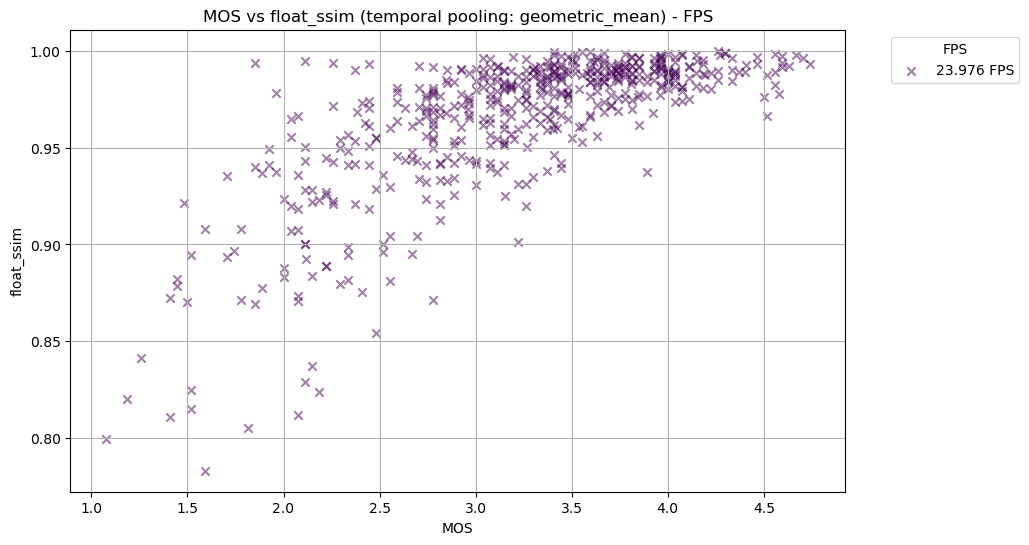 MOS vs float_ssim (temporal pooling: geometric_mean) - FPS
FPS
23.976 FPS
1.00
0.95
0.90
0.85
0.80
float_ssim
1.0 1.5 2.0 2.5 3.0 3.5 4.0 4.5
MOS